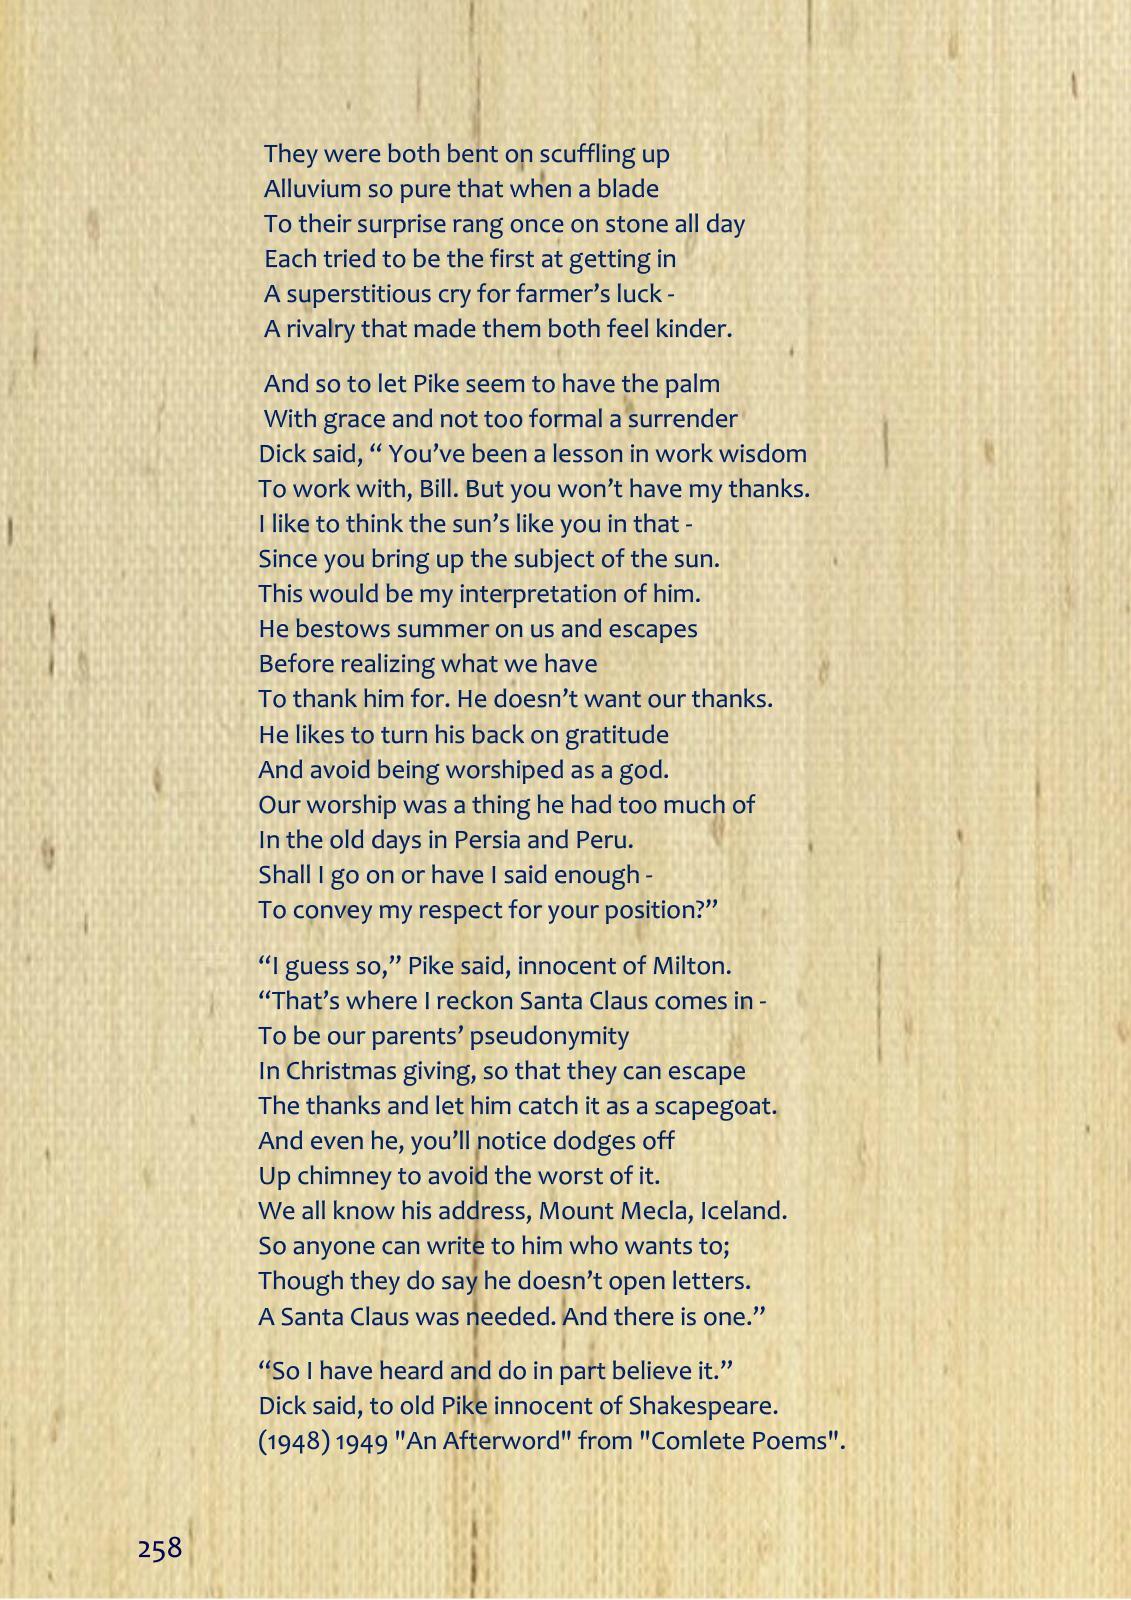 They were both bent on scuffling up
Alluvium so pure that when a blade
To their surprise rang once on stone all day
Each tried to be the first at getting in
A superstitious cry for farmer’s luck -
A rivalry that made them both feel kinder.
And so to let Pike seem to have the palm
With grace and not too formal a surrender
Dick said, “ You’ve been a lesson in work wisdom
To work with, Bill. But you won’t have my thanks.
I like to think the sun’s like you in that -
Since you bring up the subject of the sun.
This would be my interpretation of him.
He bestows summer on us and escapes
Before realizing what we have
To thank him for. He doesn’t want our thanks.
He likes to turn his back on gratitude
And avoid being worshiped as a god.
Our worship was a thing he had too much of
In the old days in Persia and Peru.
Shall I go on or have I said enough -
To convey my respect for your position?”
“I guess so,” Pike said, innocent of Milton.
“That’s where I reckon Santa Claus comes in -
To be our parents’ pseudonymity
In Christmas giving, so that they can escape
The thanks and let him catch it as a scapegoat.
And even he, you’ll notice dodges off
Up chimney to avoid the worst of it.
We all know his address, Mount Mecla, Iceland.
So anyone can write to him who wants to;
Though they do say he doesn’t open letters.
A Santa Claus was needed. And there is one.”
“So I have heard and do in part believe it.”
Dick said, to old Pike innocent of Shakespeare.
(1948) 1949 "An Afterword" from "Comlete Poems".
258